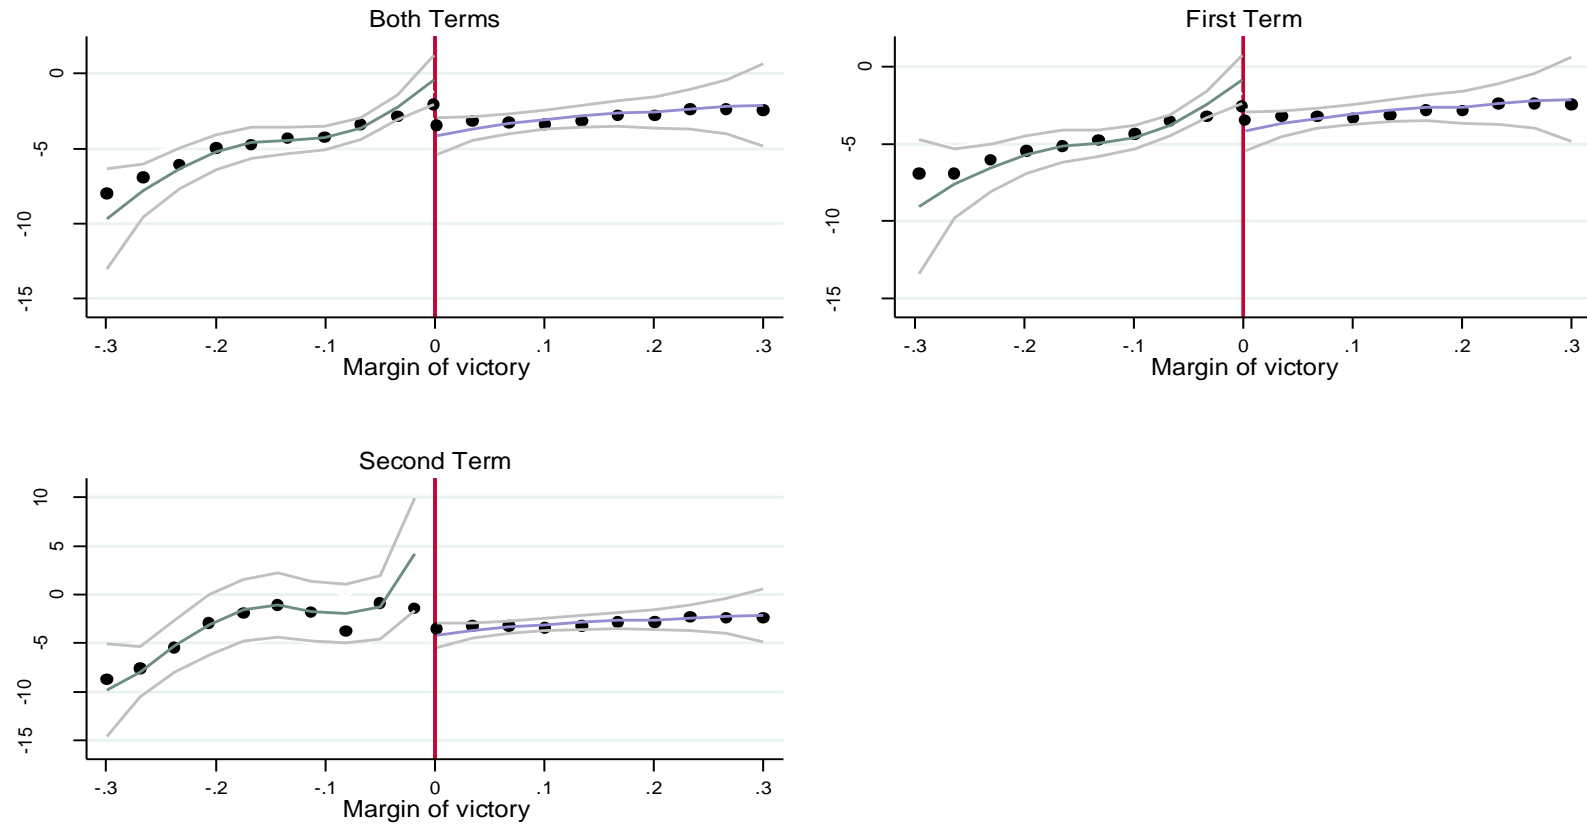 Both Terms
0
-5
-10
-15
-.3 -.2 -.1 0 .1 .2 .3
Margin of victory
First Term
0
-5
-10
-15
-.3 -.2 -.1 0 .1 .2 .3
Margin of victory
Second Term
10
5
0
-5
-10
-15
-.3 -.2 -.1 0 .1 .2 .3
Margin of victory